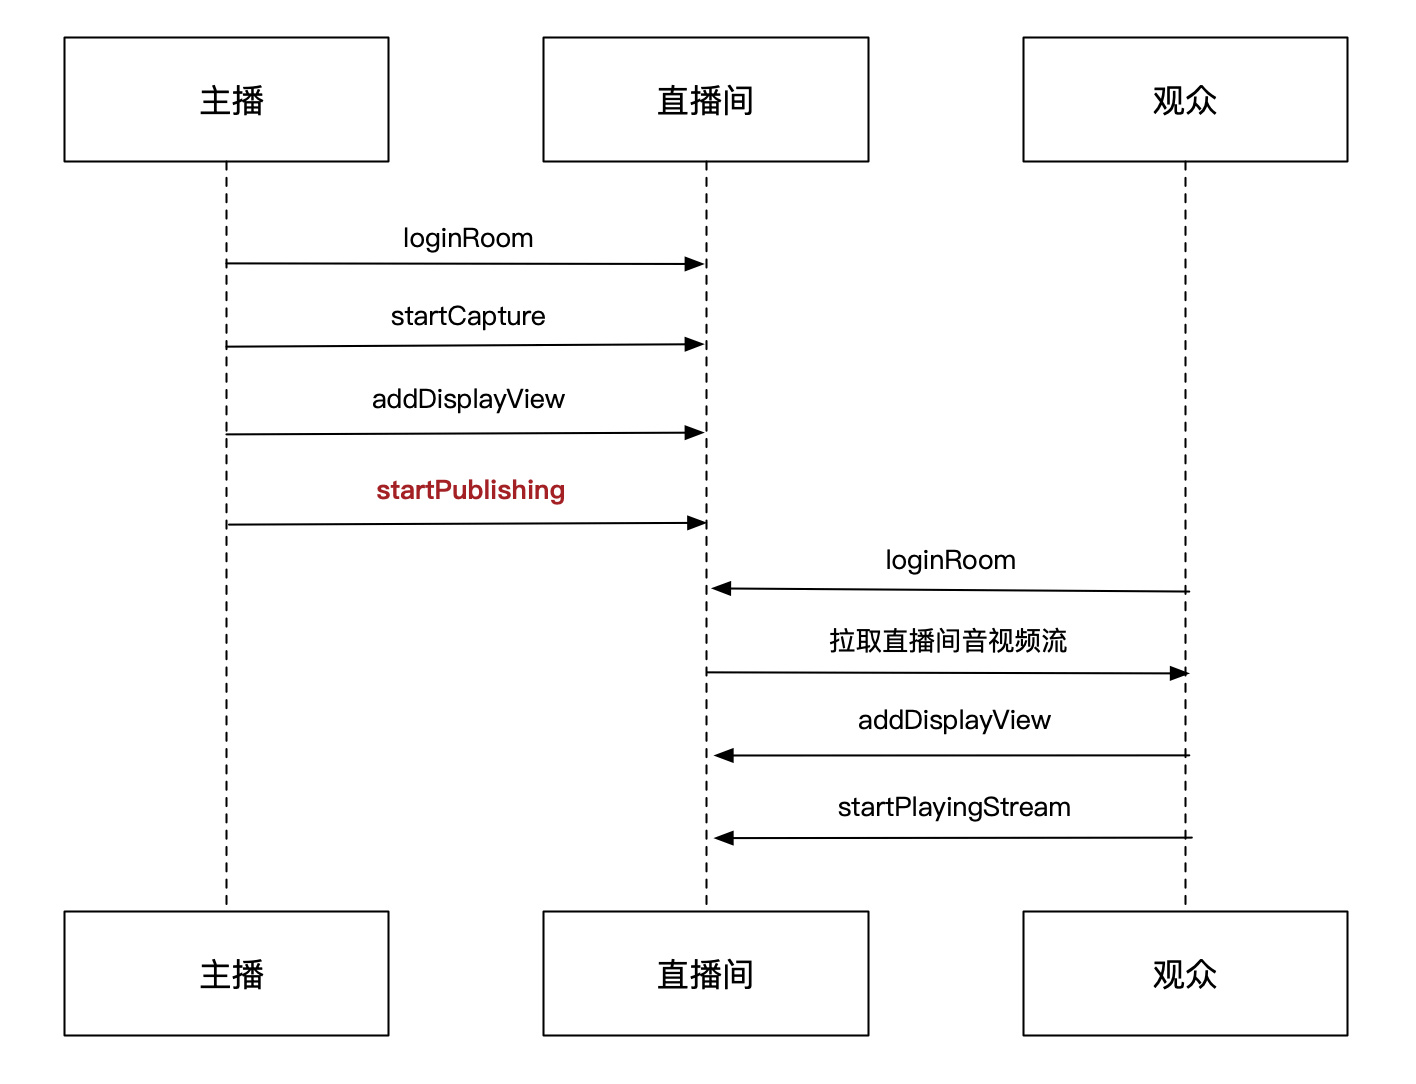 主播
直播间
观众
loginRoom
startCapture
addDisplayView
startPublishing
loginRoom
拉取直播间音视频流
addDisplayView
startPlayingStream
主播
直播间
观众